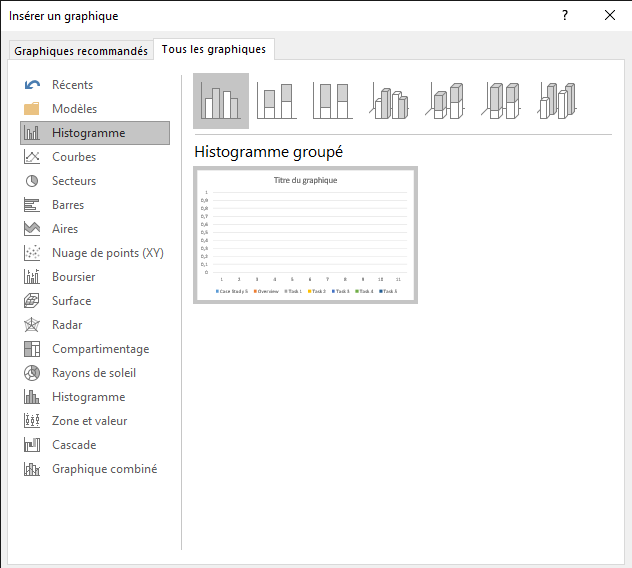 Insérer un graphique
?
Graphiques recommandés
Tous les graphiques
Récents
Modèles
Histogramme
Courbes
Secteurs
Barres
Aires
Nuage de points (XY)
Boursier
Surface
Radar
Compartimentage
Rayons de soleil
Histogramme
Zone et valeur
Cascade
Graphique combiné
Histogramme groupé
Titre du graphique
1
0,9
0,8
0,7
0,6
0,5
0,4
0,3
0,2
0,1
0
1 2 3 4 5 6 7 8 9 10 11
Case Study 5 Overview Task 1 Task 2 Task 3 Task 4 Task 5